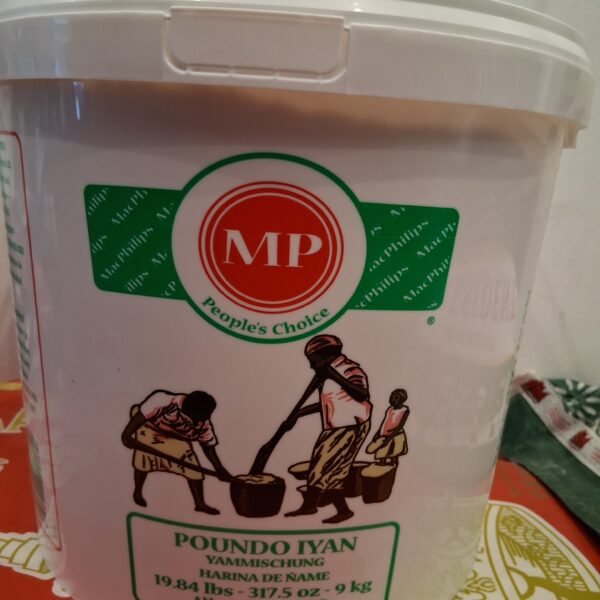 MacPhilips
MP
People's Choice
®
POUNDO IYAN
YAMMISCHUNG
HARINA DE ÑAME
19.84 lbs - 317.5 oz - 9 kg